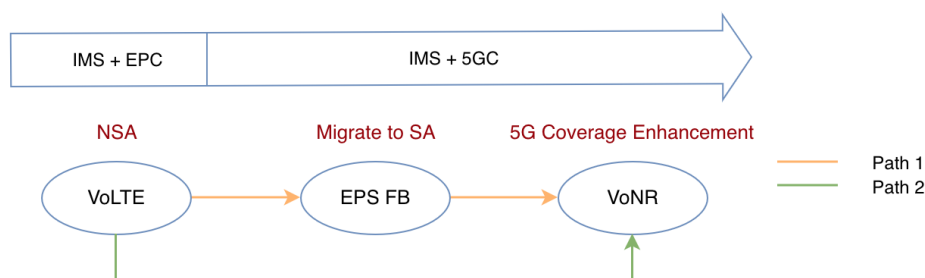 IMS + EPC
IMS + 5GC
NSA
Migrate to SA
5G Coverage Enhancement
VoLTE
EPS FB
VoNR
Path 1
Path 2